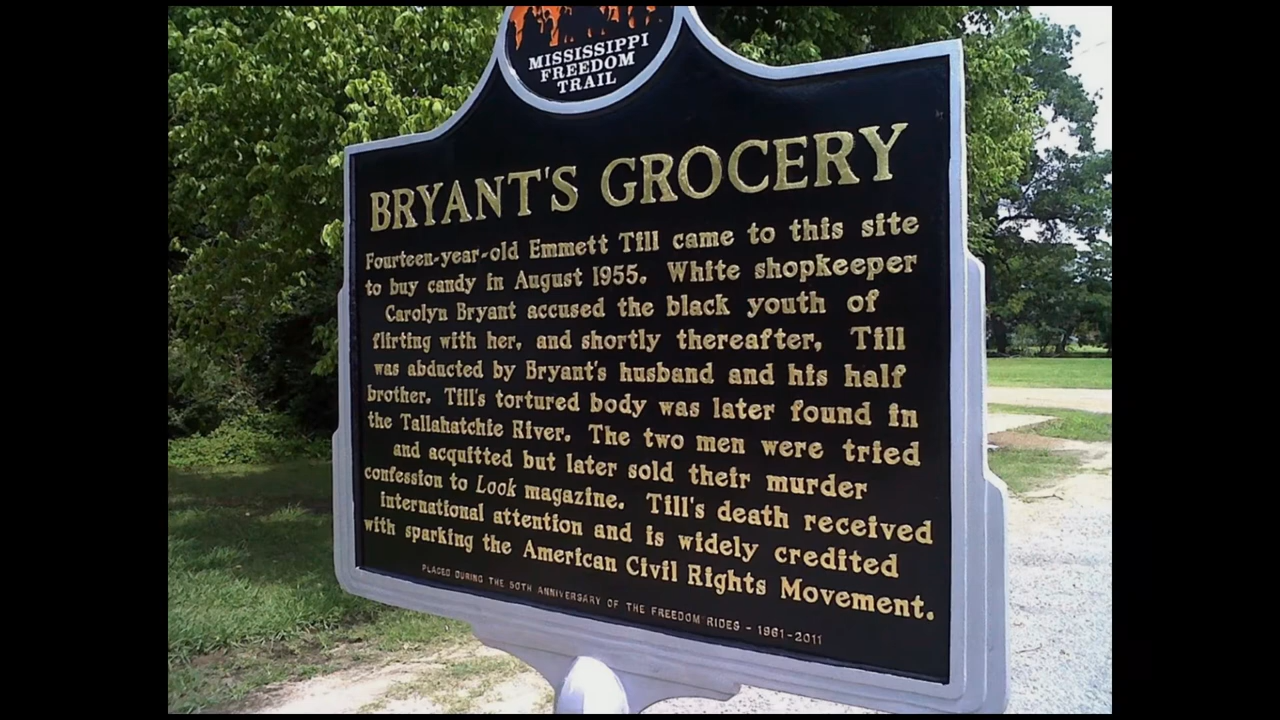 MISSISSIPPI
FREEDOM
TRAIL
BRYANT'S GROCERY
Fourteen-year-old Emmett Till came to this site
to buy candy in August 1955. White shopkeeper
Carolyn Bryant accused the black youth of
flirting with her, and shortly thereafter, Till
was abducted by Bryant's husband and his half
brother. Till's tortured body was later found in
the Tallahatchie River. The two men were tried
and acquitted but later sold their murder
confession to Look magazine. Till's death received
international attention and is widely credited
with sparking the American Civil Rights Movement.
PLACED DURING THE 50TH ANNIVERSARY OF THE FREEDOM RIDES - 1961-2011